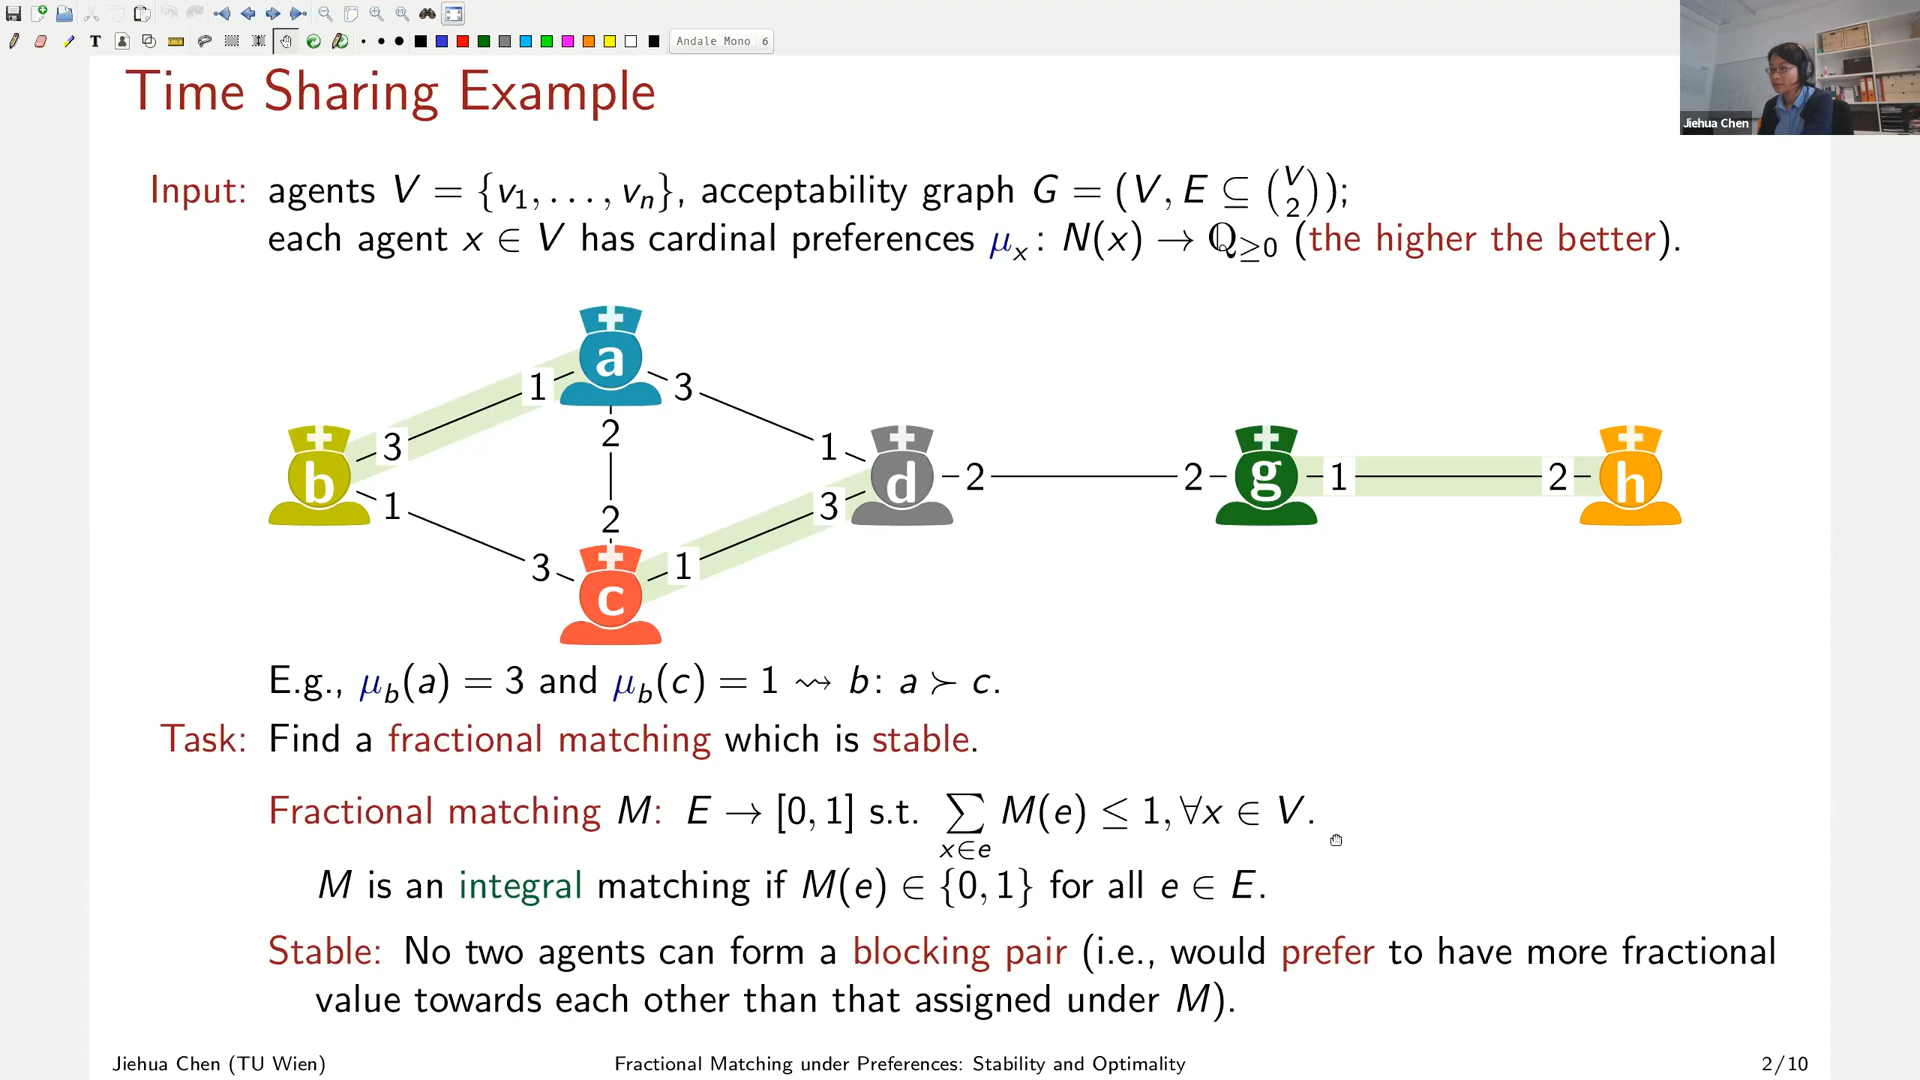 Andale Mono 6
Jiehua Chen
Time Sharing Example
Input: agents V = {v₁, . . . , vₙ}, acceptability graph G = (V, E ⊆ (V 2));
each agent x ∈ V has cardinal preferences μₓ : N(x) → ℚ≥0 (the higher the better).
a
1
3
2
b
3
1
d
1
3
2
2
g
1
2
h
2
3
1
c
E.g., μ_b(a) = 3 and μ_b(c) = 1 ⇝ b : a ≻ c.
Task: Find a fractional matching which is stable.
Fractional matching M : E → [0, 1] s.t. ∑ x∈e M(e) ≤ 1, ∀x ∈ V.
M is an integral matching if M(e) ∈ {0, 1} for all e ∈ E.
Stable: No two agents can form a blocking pair (i.e., would prefer to have more fractional
value towards each other than that assigned under M).
Jiehua Chen (TU Wien)
Fractional Matching under Preferences: Stability and Optimality
2/10